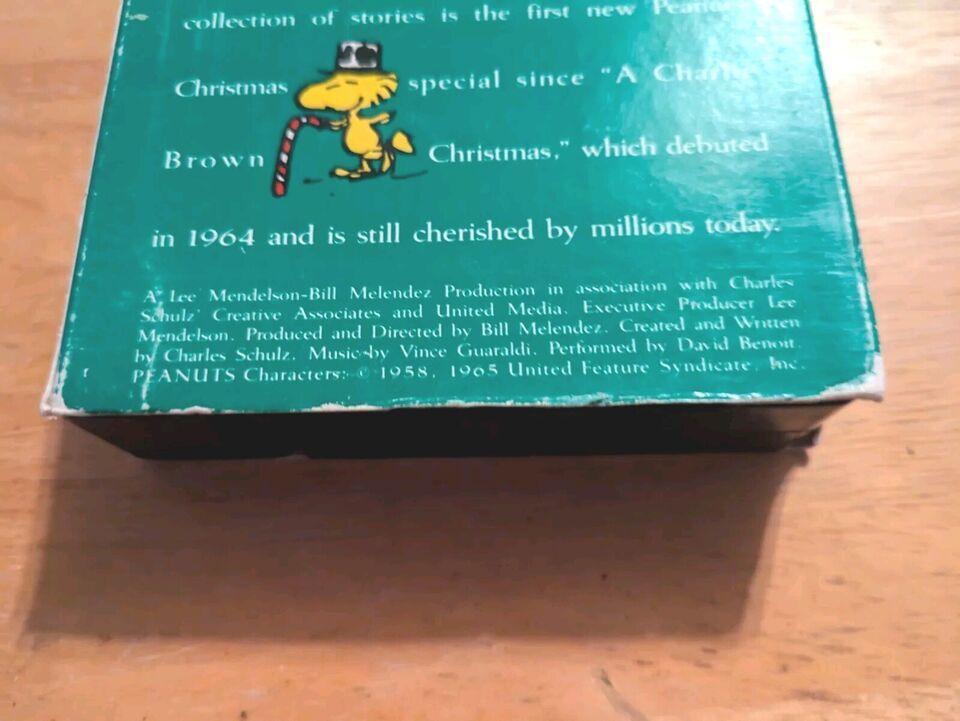 collection of stories is the first new Peanuts
Christmas special since "A Charlie
Brown Christmas," which debuted
in 1964 and is still cherished by millions today.
A Lee Mendelson-Bill Melendez Production in association with Charles
Schulz Creative Associates and United Media. Executive Producer Lee
Mendelson. Produced and Directed by Bill Melendez. Created and Written
by Charles Schulz. Music by Vince Guaraldi. Performed by David Benoit.
PEANUTS Characters: © 1958, 1965 United Feature Syndicate, Inc.